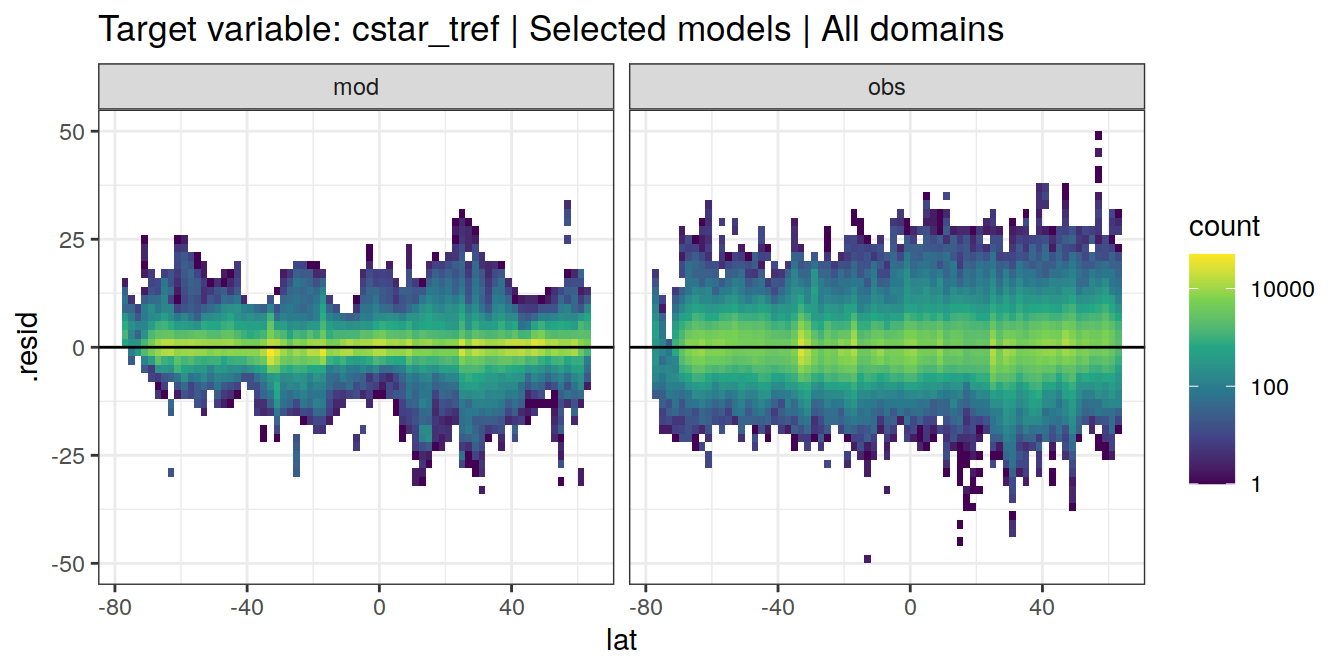 Target variable: cstar_tref | Selected models | All domains
mod obs
50
25
0
-25
-50
.resid
-80 -40 0 40 -80 -40 0 40
lat
count
10000
100
1